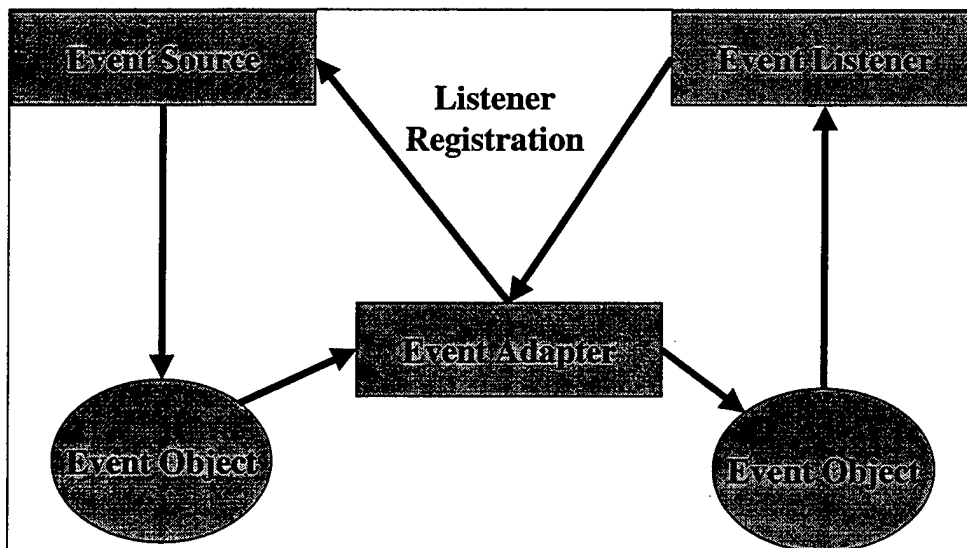 Event Source
Event Listener
Listener
Registration
Event Adapter
Event Object
Event Object